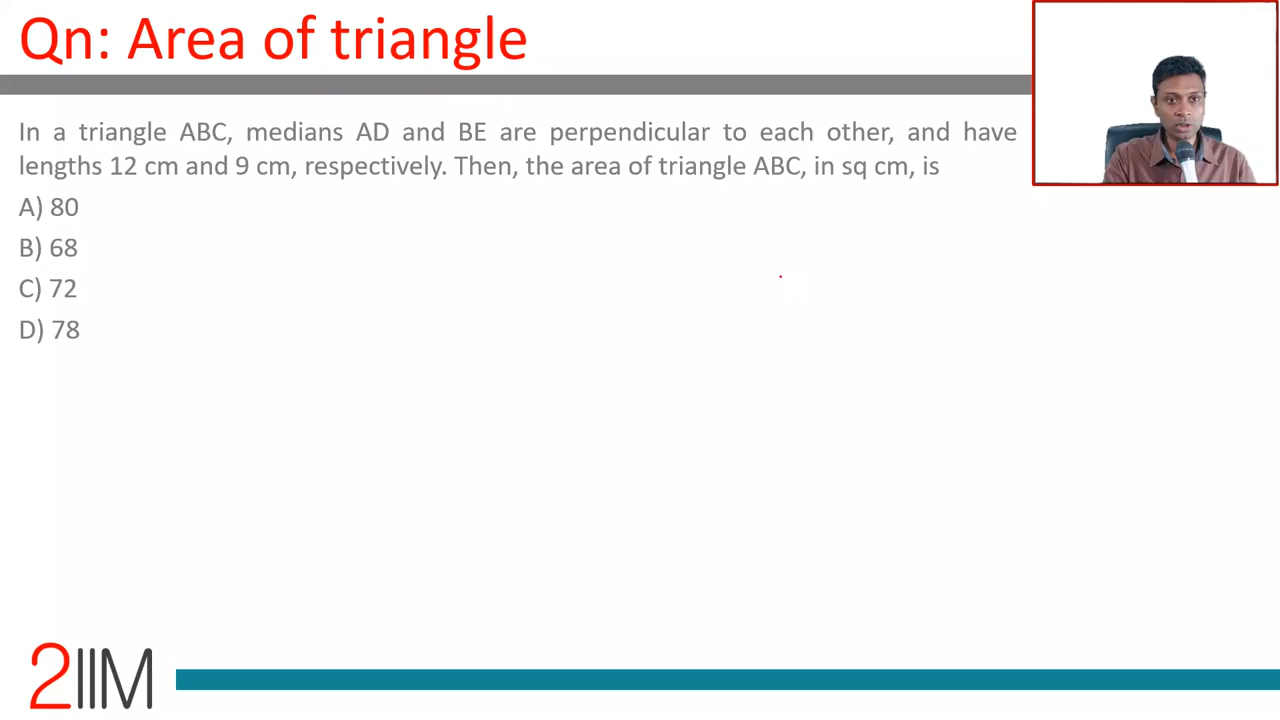 Qn: Area of triangle
In a triangle ABC, medians AD and BE are perpendicular to each other, and have
lengths 12 cm and 9 cm, respectively. Then, the area of triangle ABC, in sq cm, is
A) 80
B) 68
C) 72
D) 78
2IIM